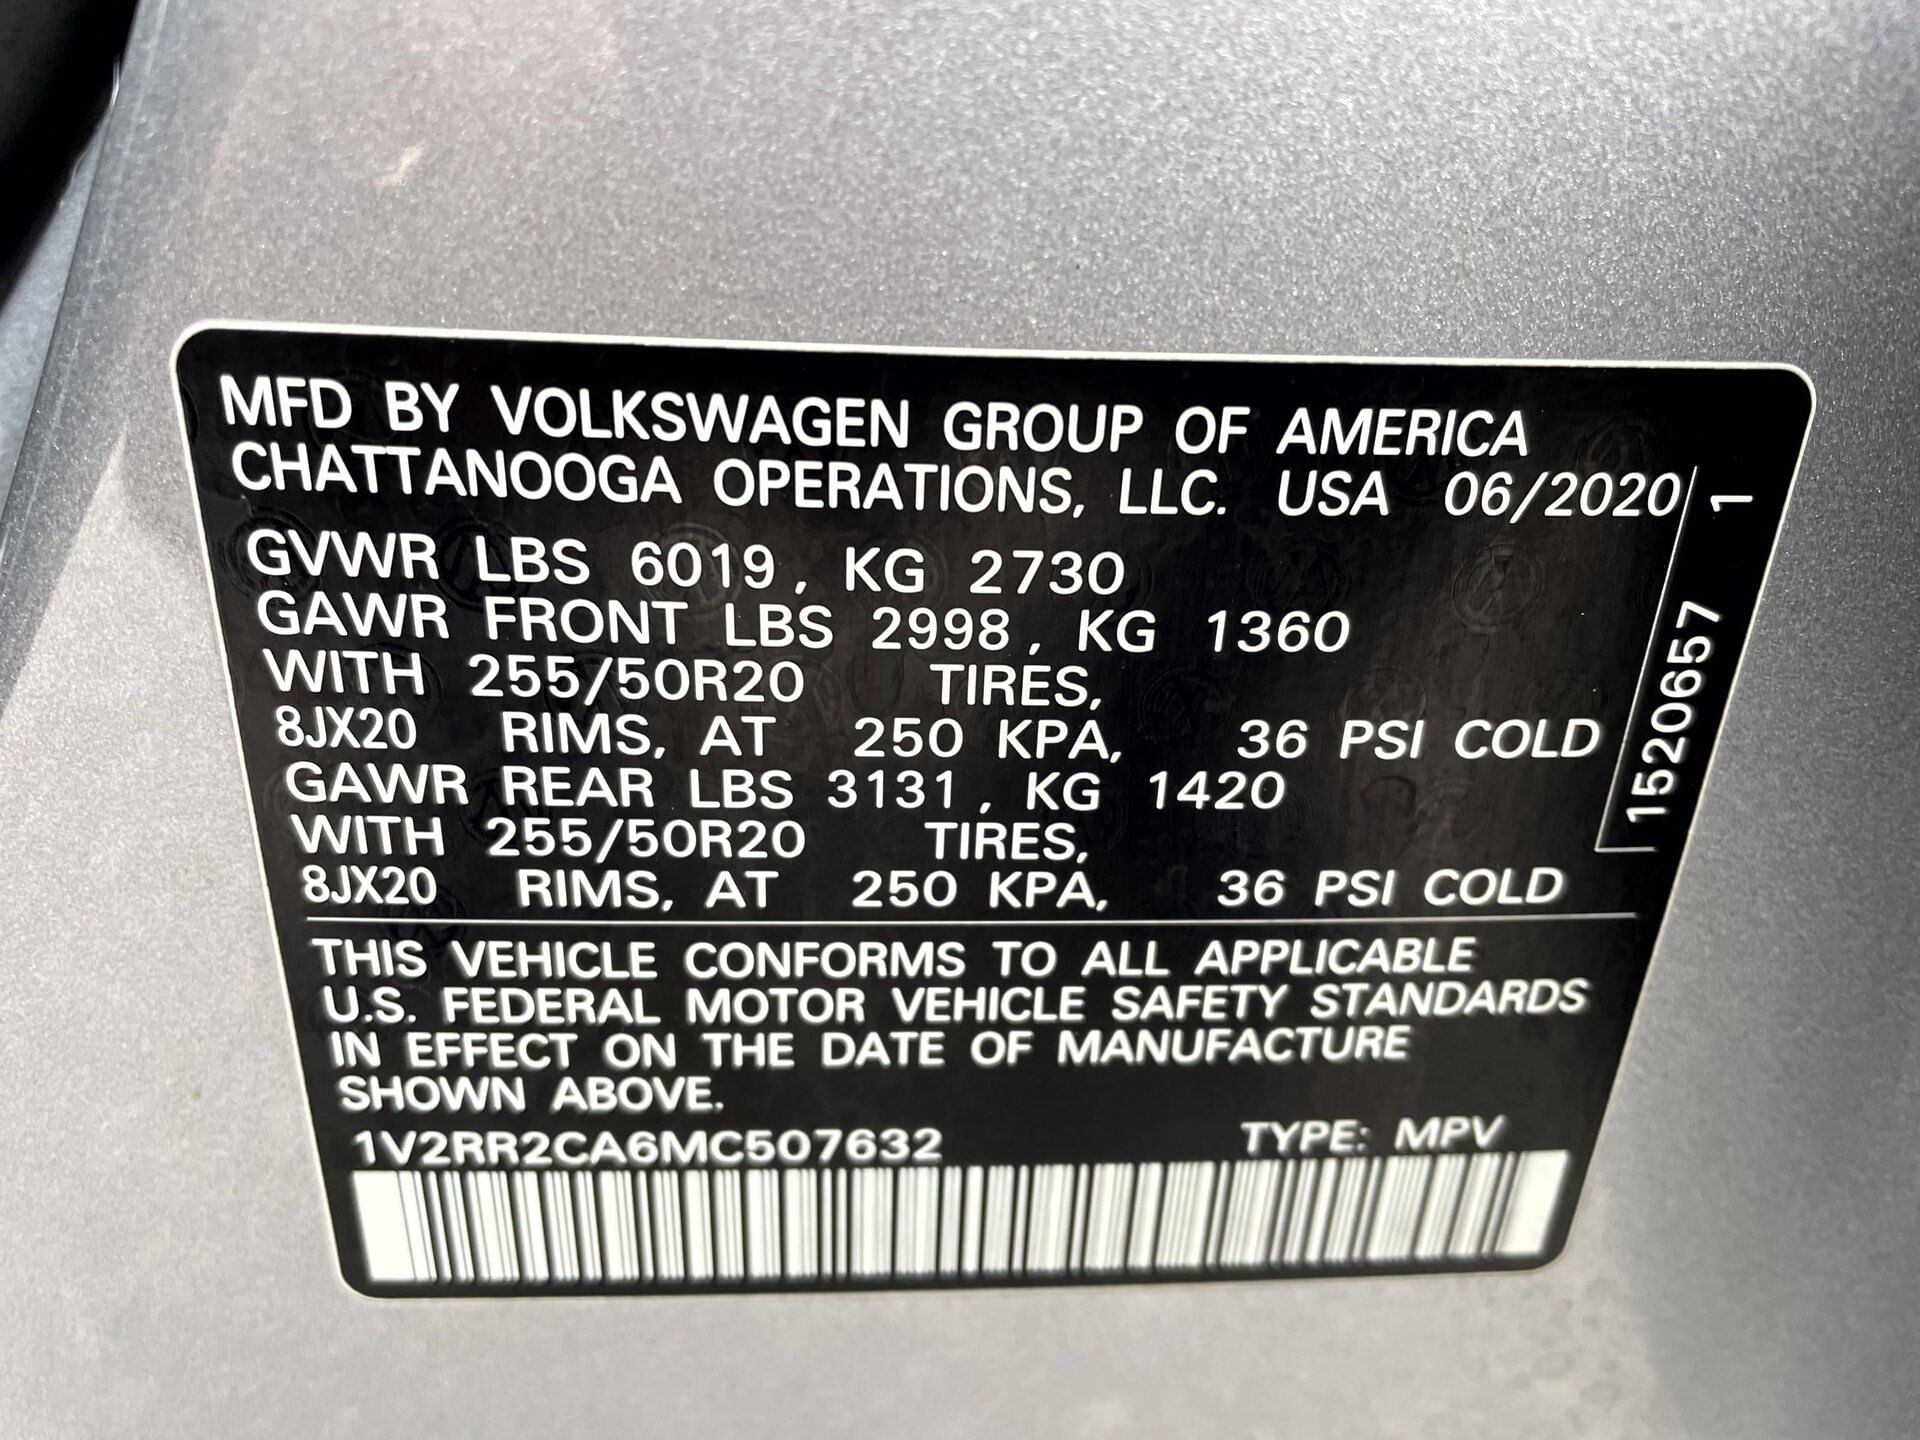 MFD BY VOLKSWAGEN GROUP OF AMERICA
CHATTANOOGA OPERATIONS, LLC. USA 06/2020
GVWR LBS 6019, KG 2730
GAWR FRONT LBS 2998, KG 1360
WITH 255/50R20 TIRES,
8JX20 RIMS, AT 250 KPA, 36 PSI COLD
GAWR REAR LBS 3131, KG 1420
WITH 255/50R20 TIRES,
8JX20 RIMS, AT 250 KPA, 36 PSI COLD
1520657 1
THIS VEHICLE CONFORMS TO ALL APPLICABLE
U.S. FEDERAL MOTOR VEHICLE SAFETY STANDARDS
IN EFFECT ON THE DATE OF MANUFACTURE
SHOWN ABOVE.
1V2RR2CA6MC507632 TYPE: MPV